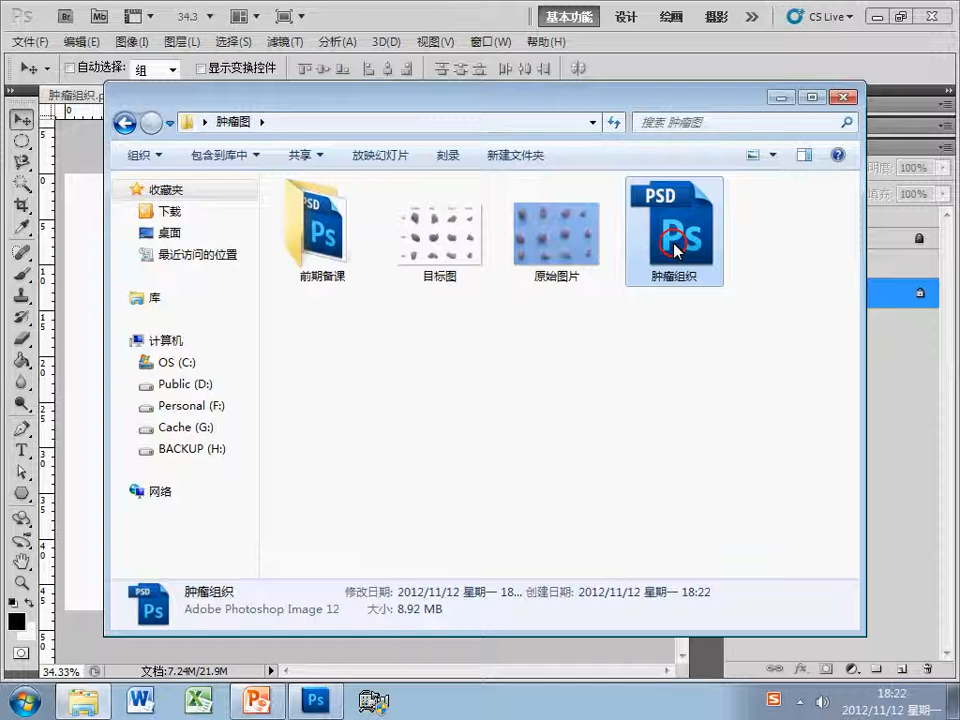 Ps Br Mb 34.3 基本功能 设计 绘画 摄影 CS Live
文件(F) 编辑(E) 图像(I) 图层(L) 选择(S) 滤镜(T) 分析(A) 3D(D) 视图(V) 窗口(W) 帮助(H)
自动选择: 组 显示变换控件
肿瘤组织.p
肿瘤图 搜索 肿瘤图
组织 包含到库中 共享 放映幻灯片 刻录 新建文件夹
明度: 100%
填充: 100%
收藏夹
下载
桌面
最近访问的位置
库
计算机
OS (C:)
Public (D:)
Personal (F:)
Cache (G:)
BACKUP (H:)
网络
PSD Ps
PSD Ps
前期备课 目标图 原始图片 肿瘤组织
PSD Ps
肿瘤组织 修改日期: 2012/11/12 星期一 18... 创建日期: 2012/11/12 星期一 18:22
Adobe Photoshop Image 12 大小: 8.92 MB
34.33% 文档:7.24M/21.9M
W P Ps S
18:22
2012/11/12 星期一